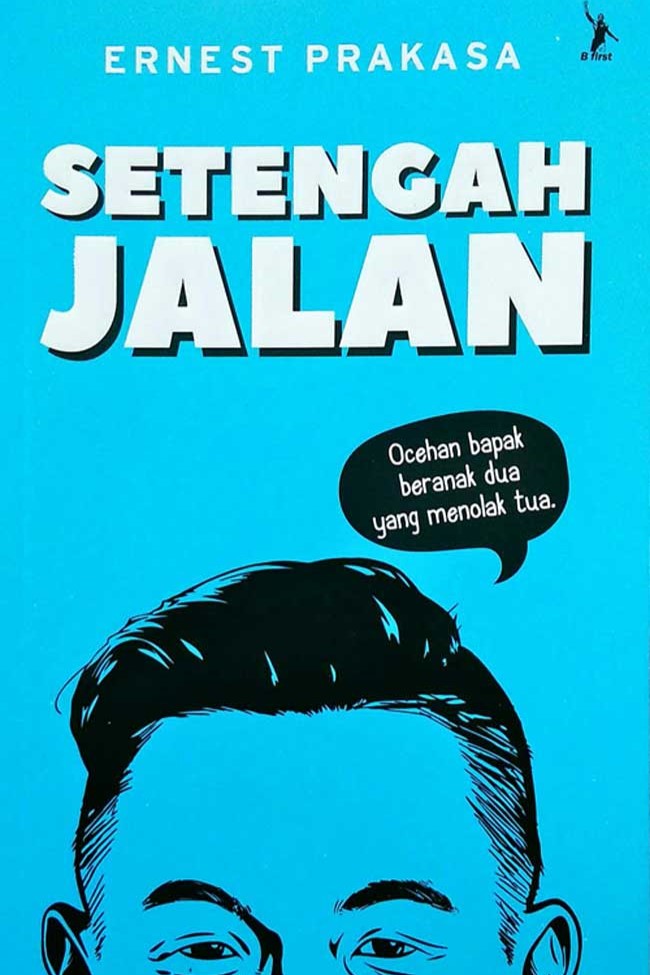 ERNEST PRAKASA
B first
SETENGAH
JALAN
Ocehan bapak
beranak dua
yang menolak tua.